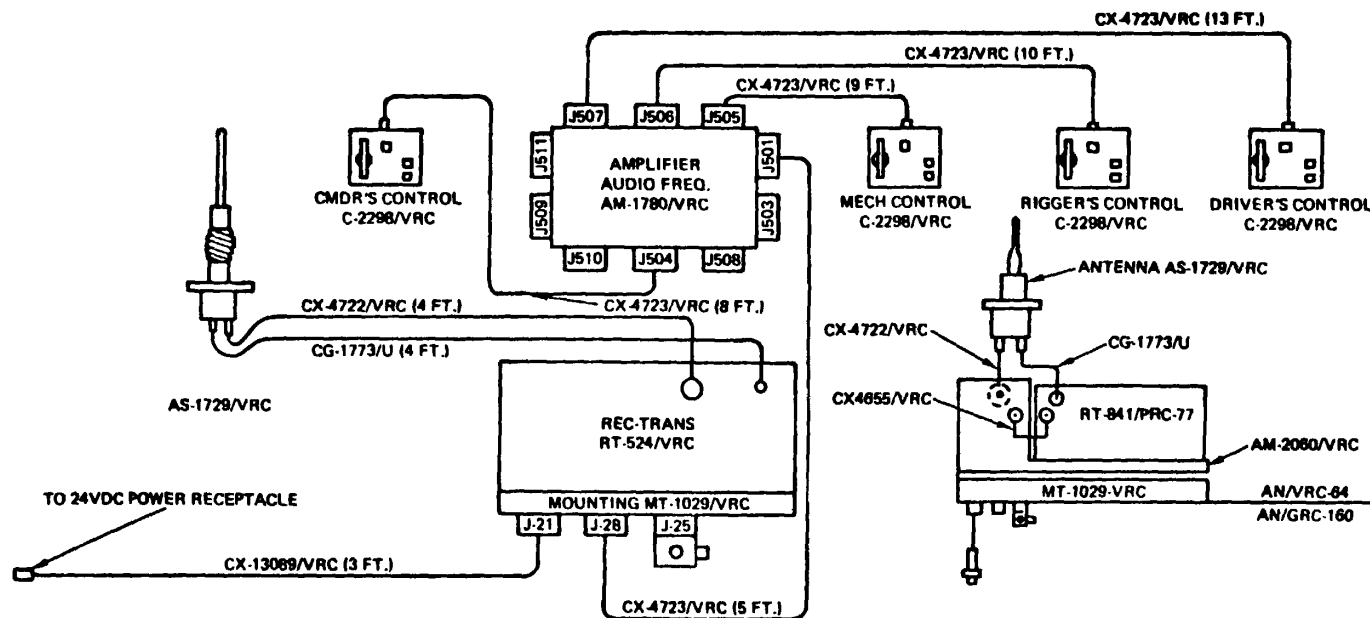 CX-4723/VRC (13 FT.)
CX-4723/VRC (10 FT.)
CX-4723/VRC (9 FT.)
J507
J506
J505
J511
J501
AMPLIFIER
AUDIO FREQ.
AM-1780/VRC
J509
J503
J510
J504
J508
CMDR'S CONTROL
C-2298/VRC
MECH CONTROL
C-2298/VRC
RIGGER'S CONTROL
C-2298/VRC
DRIVER'S CONTROL
C-2298/VRC
ANTENNA AS-1729/VRC
CX-4722/VRC (4 FT.)
CX-4723/VRC (8 FT.)
CG-1773/U (4 FT.)
CX-4722/VRC
CG-1773/U
AS-1729/VRC
CX4655/VRC
RT-841/PRC-77
REC-TRANS
RT-524/VRC
AM-2060/VRC
TO 24VDC POWER RECEPTACLE
MOUNTING MT-1029/VRC
MT-1029-VRC
AN/VRC-64
AN/GRC-160
J-21
J-28
J-25
CX-13089/VRC (3 FT.)
CX-4723/VRC (5 FT.)